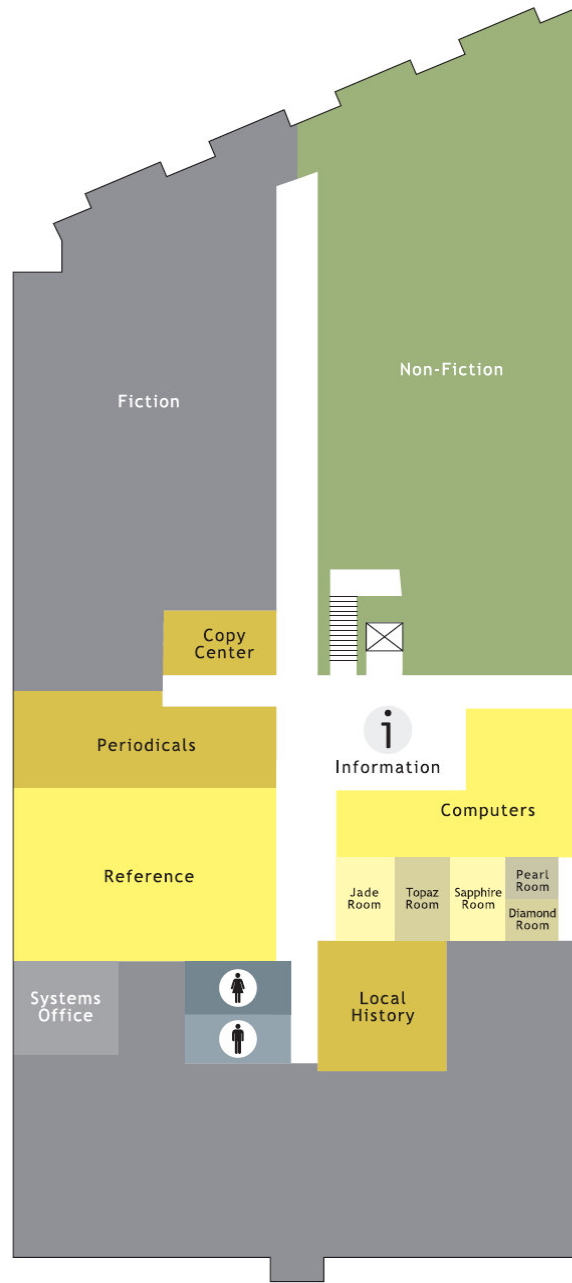 Non-Fiction
Fiction
Copy
Center
i
Information
Periodicals
Computers
Reference
Jade
Room
Topaz
Room
Sapphire
Room
Pearl
Room
Diamond
Room
Systems
Office
Local
History